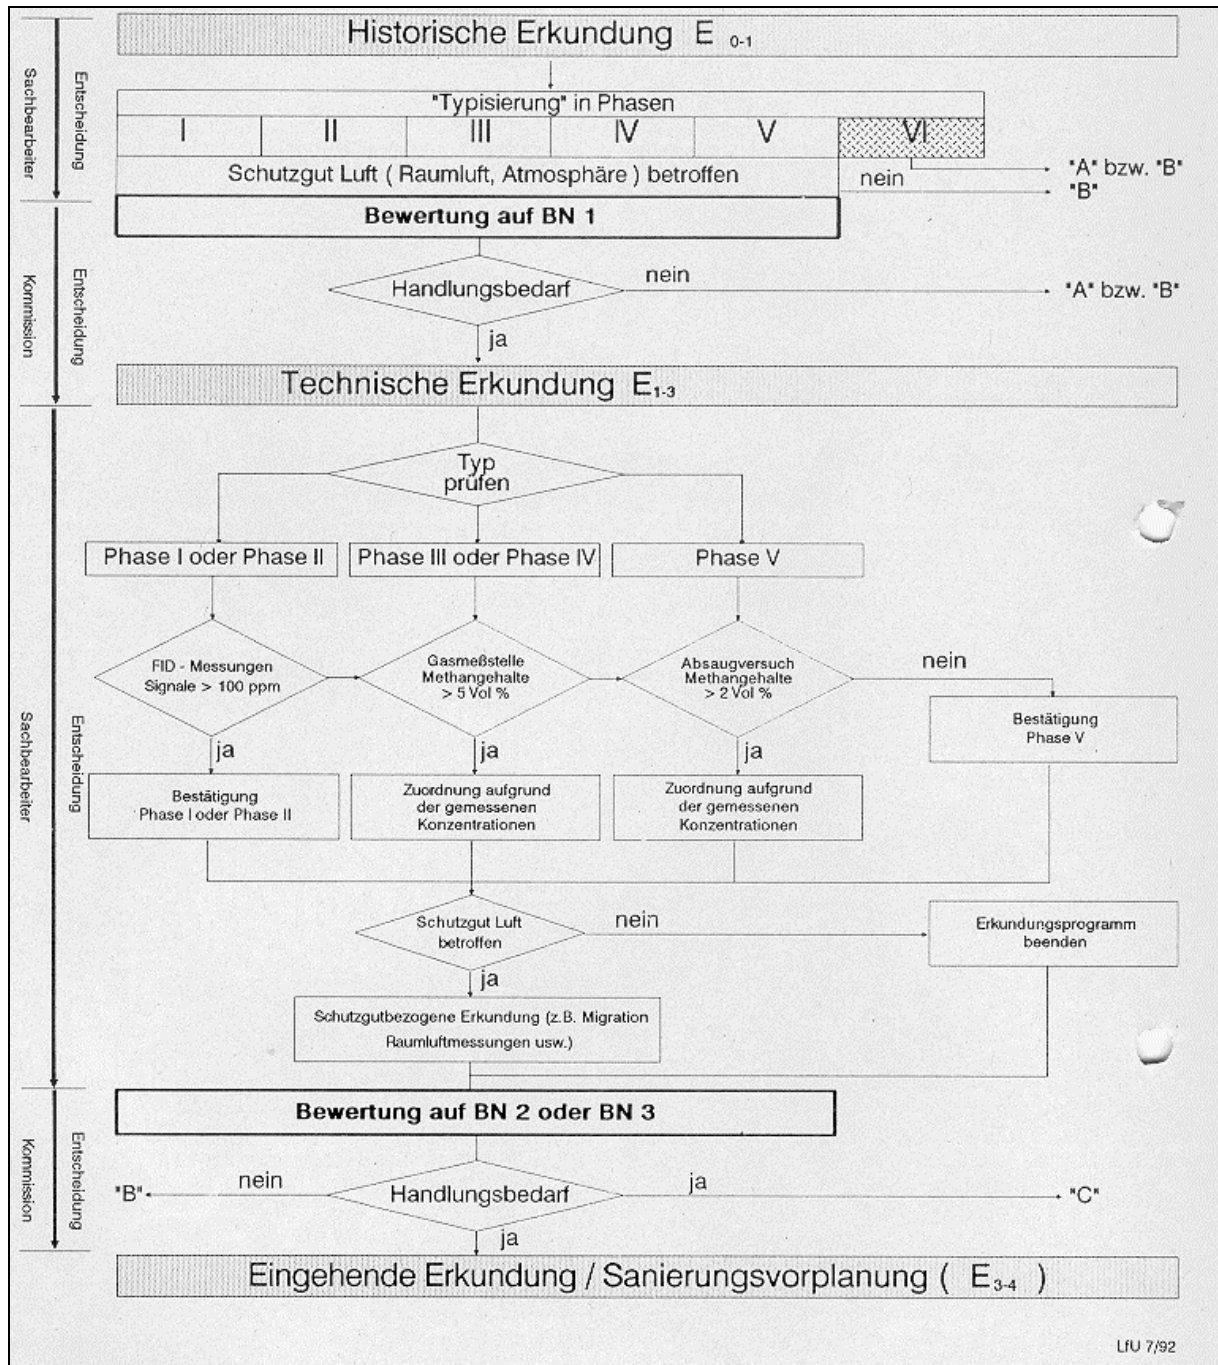 Historische Erkundung E 0-1
Entscheidung
Sachbearbeiter
"Typisierung" in Phasen
I II III IV V VI
Schutzgut Luft ( Raumluft, Atmosphäre ) betroffen
nein
"A" bzw. "B"
"B"
Bewertung auf BN 1
Entscheidung
Kommission
Handlungsbedarf
nein
"A" bzw. "B"
ja
Technische Erkundung E1-3
Typ
prüfen
Phase I oder Phase II
Phase III oder Phase IV
Phase V
FID - Messungen
Signale > 100 ppm
Gasmeßstelle
Methangehalte
> 5 Vol %
Absaugversuch
Methangehalte
> 2 Vol %
nein
Bestätigung
Phase V
Entscheidung
Sachbearbeiter
ja
ja
ja
Bestätigung
Phase I oder Phase II
Zuordnung aufgrund
der gemessenen
Konzentrationen
Zuordnung aufgrund
der gemessenen
Konzentrationen
Schutzgut Luft
betroffen
nein
Erkundungsprogramm
beenden
ja
Schutzgutbezogene Erkundung (z.B. Migration
Raumluftmessungen usw.)
Bewertung auf BN 2 oder BN 3
Entscheidung
Kommission
"B"
nein
Handlungsbedarf
ja
"C"
ja
Eingehende Erkundung / Sanierungsvorplanung ( E3-4 )
LfU 7/92